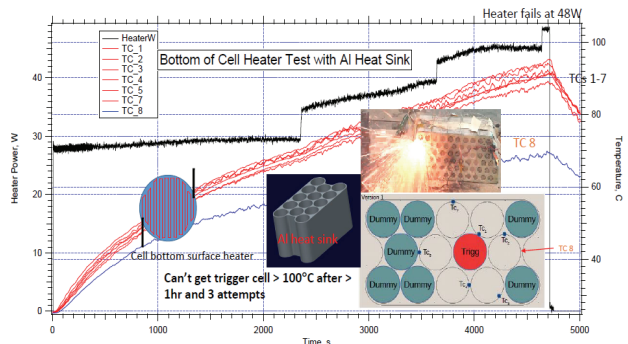 Heater fails at 48W
HeaterW
TC_1
TC_2
TC_3
TC_4
TC_5
TC_7
TC_8
Bottom of Cell Heater Test with Al Heat Sink
100
80
60
40
Temperature, C
40
30
20
10
0
Heater Power, W
TCs 1-7
TC 8
Cell bottom surface heater
Al heat sink
Can't get trigger cell > 100°C after >
1hr and 3 attempts
Version 1
Dummy Dummy Dummy
Dummy Trigg
TC 8
Dummy Dummy Dummy
0 1000 2000 3000 4000 5000
Time, s